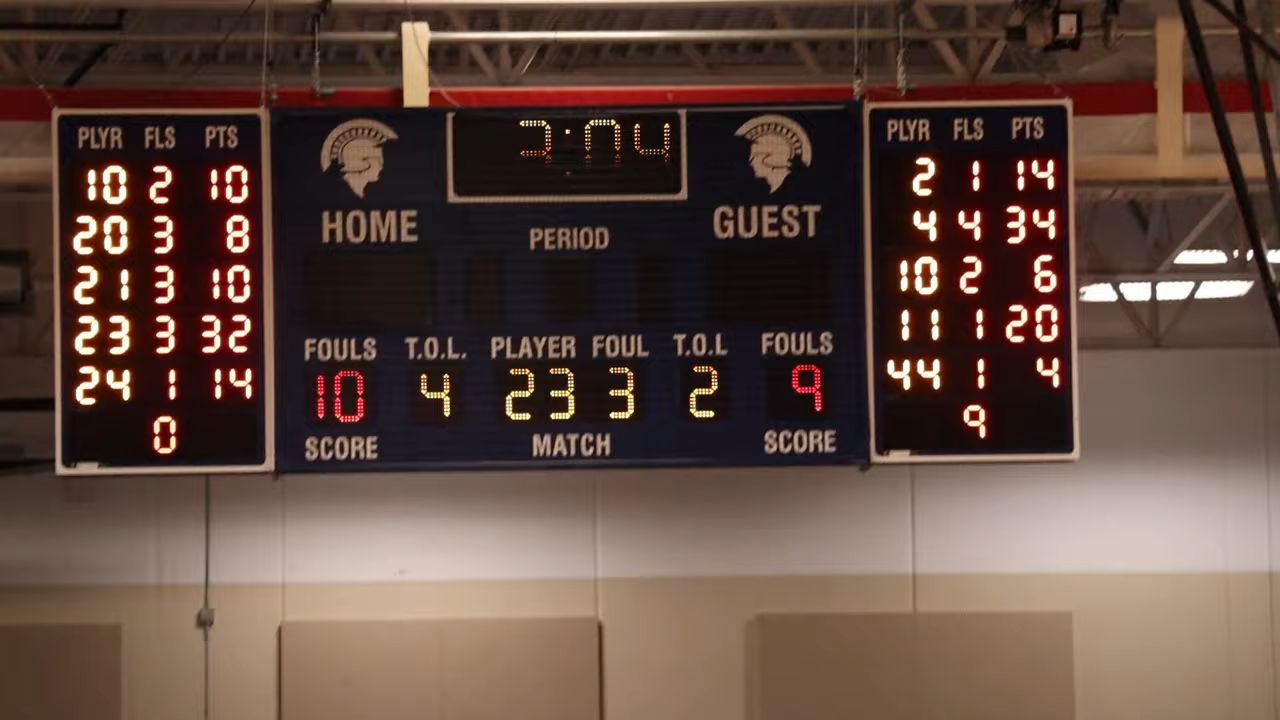 PLYR FLS PTS
10 2 10
20 3 8
21 3 10
23 3 32
24 1 14
0
HOME
GUEST
PERIOD
FOULS T.O.L. PLAYER FOUL T.O.L FOULS
10 4 23 3 2 9
SCORE MATCH SCORE
PLYR FLS PTS
2 1 14
4 4 34
10 2 6
11 1 20
44 1 4
9